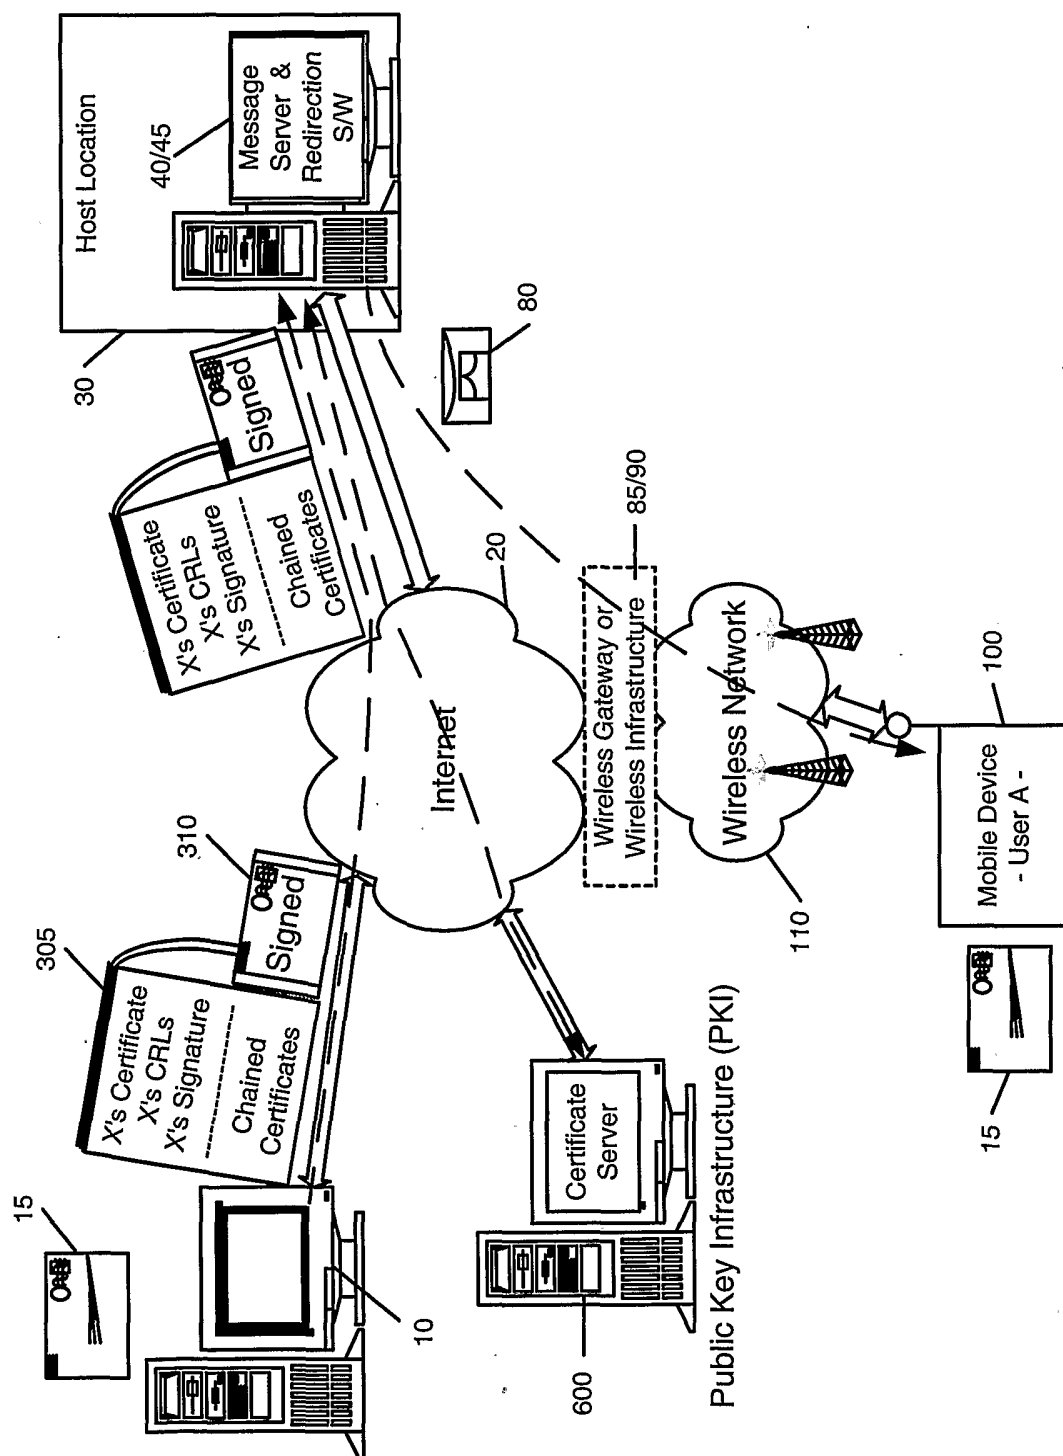 15
X's Certificate
X's CRLs
X's Signature
Chained
Certificates
305
Signed
310
10
X's Certificate
X's CRLs
X's Signature
Chained
Certificates
Signed
30
Host Location
40/45
Message
Server &
Redirection
S/W
80
Internet
20
600
Certificate
Server
Public Key Infrastructure (PKI)
Wireless Gateway or
Wireless Infrastructure
85/90
Wireless Network
110
15
Mobile Device
- User A -
100